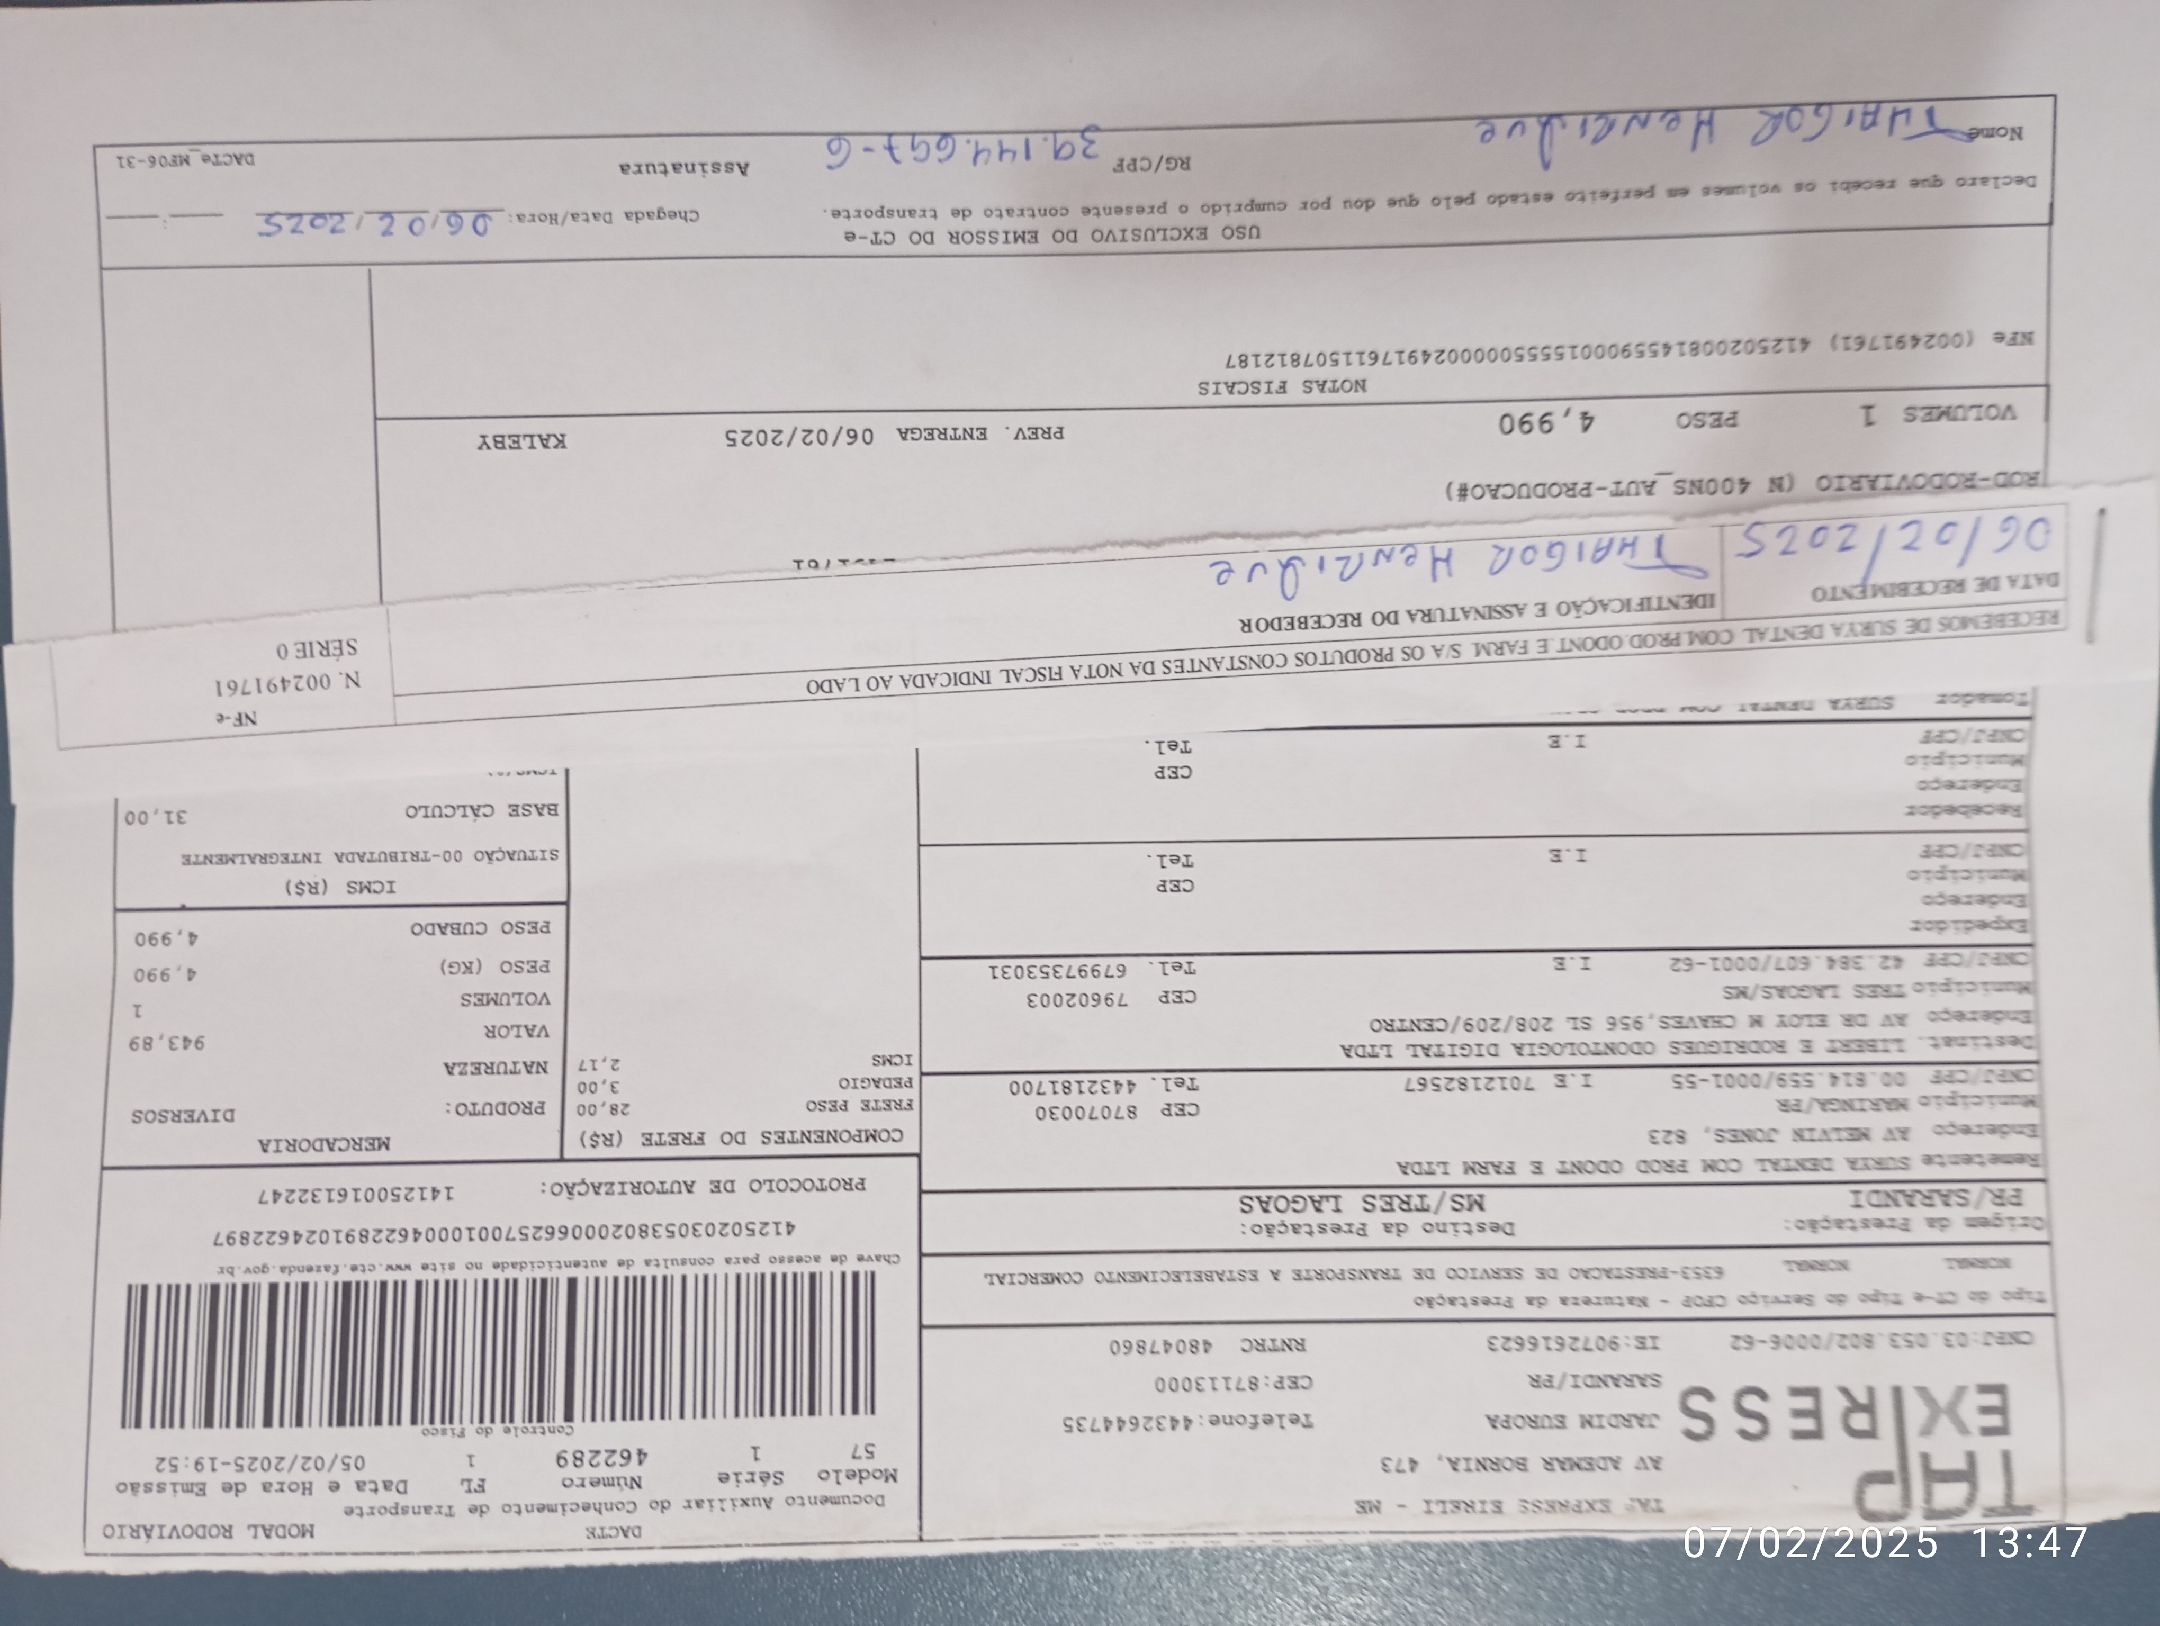 TAP
EXPRESS
TAP EXPRESS EIRELI - ME
AV ADEMAR BORNIA, 473
JARDIM EUROPA Telefone:4432644735
SARANDI/PR CEP:87113000
CNPJ:03.053.802/0006-62 IE:9072616623 RNTRC 48047860
DACTE MODAL RODOVIÁRIO
Documento Auxiliar do Conhecimento de Transporte
Modelo Série Número FL Data e Hora de Emissão
57 1 462289 1 05/02/2025-19:52
Controle do Fisco
Chave de acesso para consulta de autenticidade no site www.cte.fazenda.gov.br
41250203053802000662570010004622891024622897
PROTOCOLO DE AUTORIZAÇÃO: 141250016132247
Tipo do CT-e Tipo do Serviço CFOP - Natureza da Prestação
NORMAL NORMAL 6353-PRESTACAO DE SERVICO DE TRANSPORTE A ESTABELECIMENTO COMERCIAL
Origem da Prestação: Destino da Prestação:
PR/SARANDI MS/TRES LAGOAS
Remetente SURYA DENTAL COM PROD ODONT E FARM LTDA
Endereço AV MELVIN JONES, 823
Município MARINGA/PR CEP 87070030
CNPJ/CPF 00.814.559/0001-55 I.E 7012182567 Tel. 4432181700
Destinat. LIBERT E RODRIGUES ODONTOLOGIA DIGITAL LTDA
Endereço AV DR ELOY M CHAVES,956 SL 208/209/CENTRO
Município TRES LAGOAS/MS CEP 79602003
CNPJ/CPF 42.384.607/0001-62 I.E Tel. 67997353031
Expedidor
Endereço
Município CEP
CNPJ/CPF I.E Tel.
Recebedor
Endereço
Município CEP
CNPJ/CPF I.E Tel.
Tomador SURYA DENTAL COM PROD
COMPONENTES DO FRETE (R$)
FRETE PESO 28,00
PEDAGIO 3,00
ICMS 2,17
MERCADORIA
PRODUTO: DIVERSOS
NATUREZA
VALOR 943,89
VOLUMES 1
PESO (KG) 4,990
PESO CUBADO 4,990
ICMS (R$)
SITUAÇÃO 00-TRIBUTADA INTEGRALMENTE
BASE CÁLCULO 31,00
RECEBEMOS DE SURYA DENTAL COM.PROD.ODONT.E FARM. S/A OS PRODUTOS CONSTANTES DA NOTA FISCAL INDICADA AO LADO
DATA DE RECEBIMENTO IDENTIFICAÇÃO E ASSINATURA DO RECEBEDOR
06/02/2025 THAIGOR HENRIQUE
NF-e
N. 002491761
SÉRIE 0
ROD-RODOVIARIO (N 400NS_AUT-PRODUCAO#)
VOLUMES 1 PESO 4,990 PREV. ENTREGA 06/02/2025 KALEBY
NOTAS FISCAIS
NFe (002491761) 41250200814559000155550000024917611507812187
USO EXCLUSIVO DO EMISSOR DO CT-e
Declaro que recebi os volumes em perfeito estado pelo que dou por cumprido o presente contrato de transporte. Chegada Data/Hora: 06/02/2025 ___:___
Nome THAIGOR HENRIQUE RG/CPF 39.144.697-6 Assinatura DACTe_MF06-31
07/02/2025 13:47